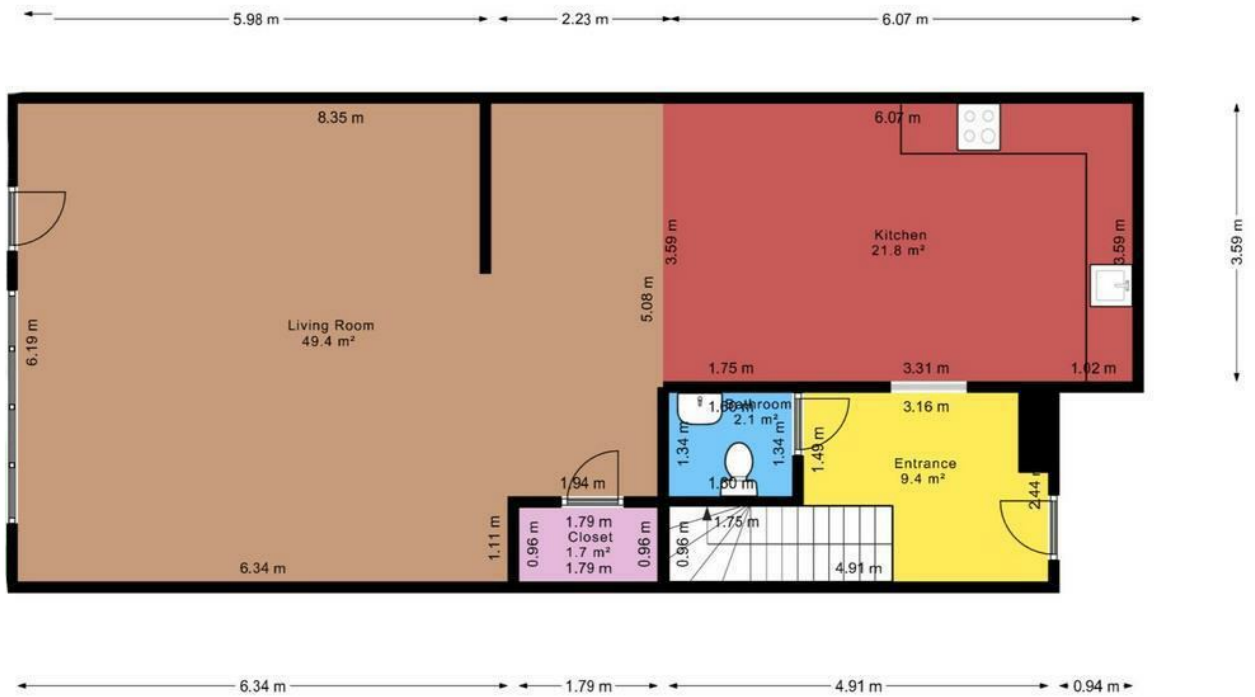 5.98 m
2.23 m
6.07 m
8.35 m
6.07 m
3.59 m
Kitchen
21.8 m²
3.59 m
3.59 m
5.08 m
Living Room
49.4 m²
6.19 m
1.75 m
3.31 m
1.02 m
Bathroom
1.60 m
2.1 m²
3.16 m
1.34 m
1.34 m
1.49 m
Entrance
9.4 m²
1.94 m
1.60 m
2.44 m
1.11 m
1.79 m
Closet
1.7 m²
1.79 m
0.96 m
0.96 m
0.96 m
1.75 m
6.34 m
4.91 m
6.34 m
1.79 m
4.91 m
0.94 m